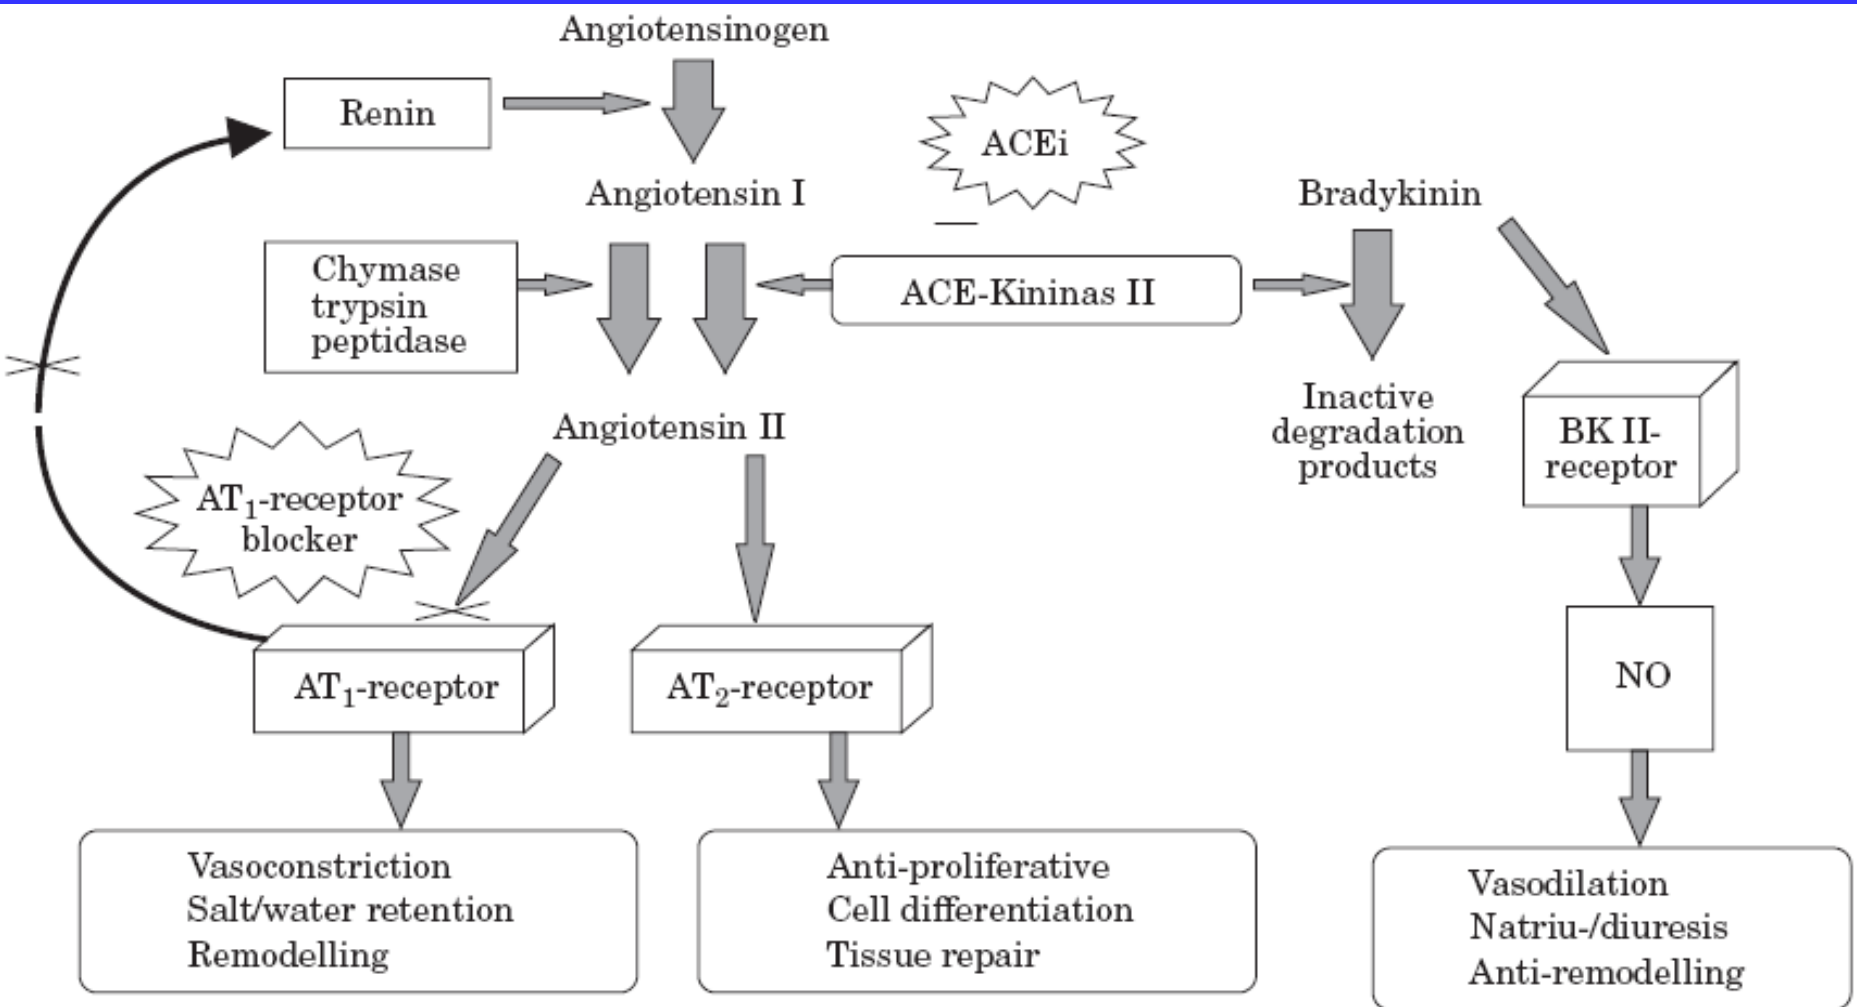 Angiotensinogen
Renin
ACEi
Angiotensin I
Bradykinin
Chymase
trypsin
peptidase
ACE-Kininas II
Inactive
degradation
products
BK II-
receptor
Angiotensin II
AT₁-receptor
blocker
AT₁-receptor
AT₂-receptor
NO
Vasoconstriction
Salt/water retention
Remodelling
Anti-proliferative
Cell differentiation
Tissue repair
Vasodilation
Natriu-/diuresis
Anti-remodelling